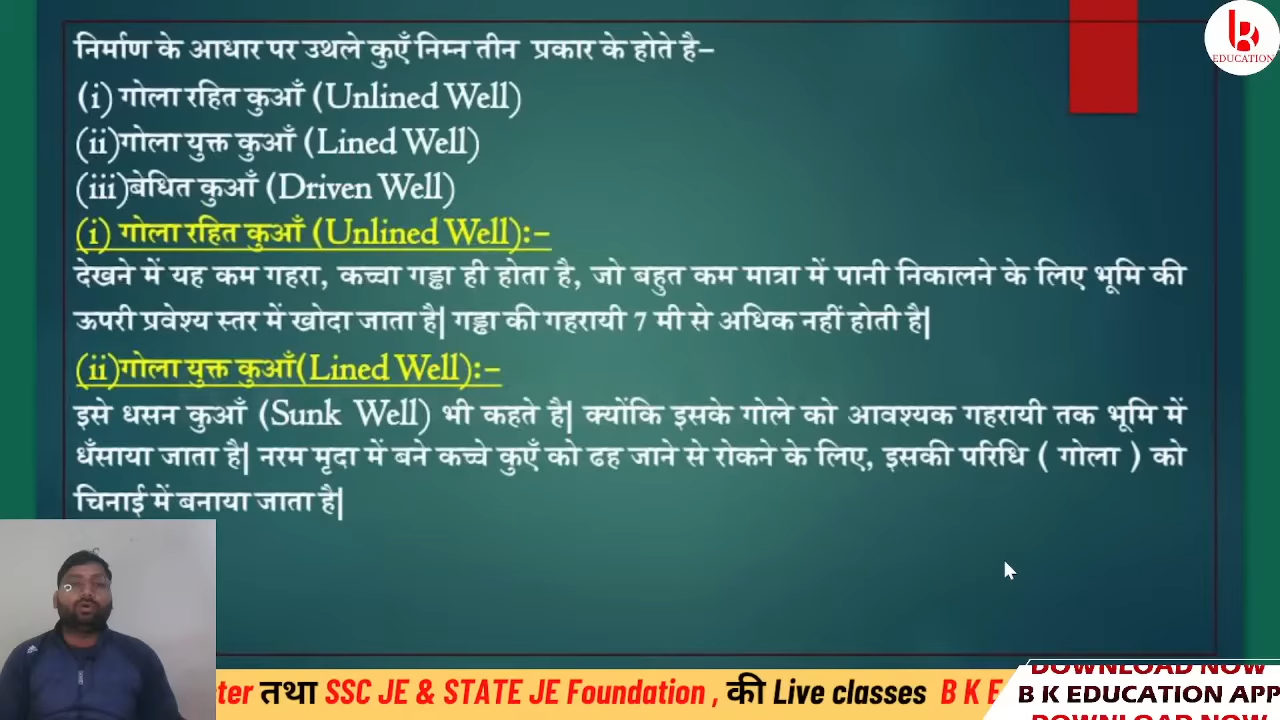 निर्माण के आधार पर उथले कुएँ निम्न तीन प्रकार के होते है–
(i) गोला रहित कुआँ (Unlined Well)
(ii)गोला युक्त कुआँ (Lined Well)
(iii)बेधित कुआँ (Driven Well)
(i) गोला रहित कुआँ (Unlined Well):–
देखने में यह कम गहरा, कच्चा गड्ढा ही होता है, जो बहुत कम मात्रा में पानी निकालने के लिए भूमि की
ऊपरी प्रवेश्य स्तर में खोदा जाता है| गड्ढा की गहरायी 7 मी से अधिक नहीं होती है|
(ii)गोला युक्त कुआँ(Lined Well):–
इसे धसन कुआँ (Sunk Well) भी कहते है| क्योंकि इसके गोले को आवश्यक गहरायी तक भूमि में
धँसाया जाता है| नरम मृदा में बने कच्चे कुएँ को ढह जाने से रोकने के लिए, इसकी परिधि ( गोला ) को
चिनाई में बनाया जाता है|
EDUCATION
तथा SSC JE & STATE JE Foundation , की Live classes B K E
DOWNLOAD NOW
B K EDUCATION APP
DOWNLOAD NOW